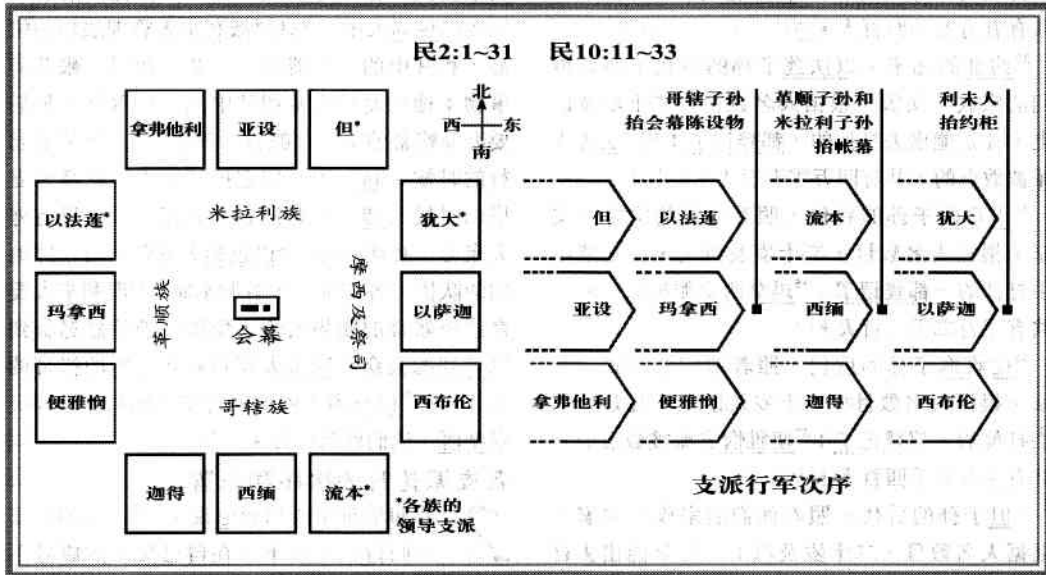 民2:1~31 民10:11~33
北
西 东
南
拿弗他利 亚设 但*
以法莲* 米拉利族 犹大*
玛拿西 革顺族 会幕 摩西及祭司 以萨迦
便雅悯 哥辖族 西布伦
迦得 西缅 流本*
*各族的
领导支派
哥辖子孙
抬会幕陈设物
革顺子孙和
米拉利子孙
抬帐幕
利未人
抬约柜
但 以法莲 流本 犹大
亚设 玛拿西 西缅 以萨迦
拿弗他利 便雅悯 迦得 西布伦
支派行军次序